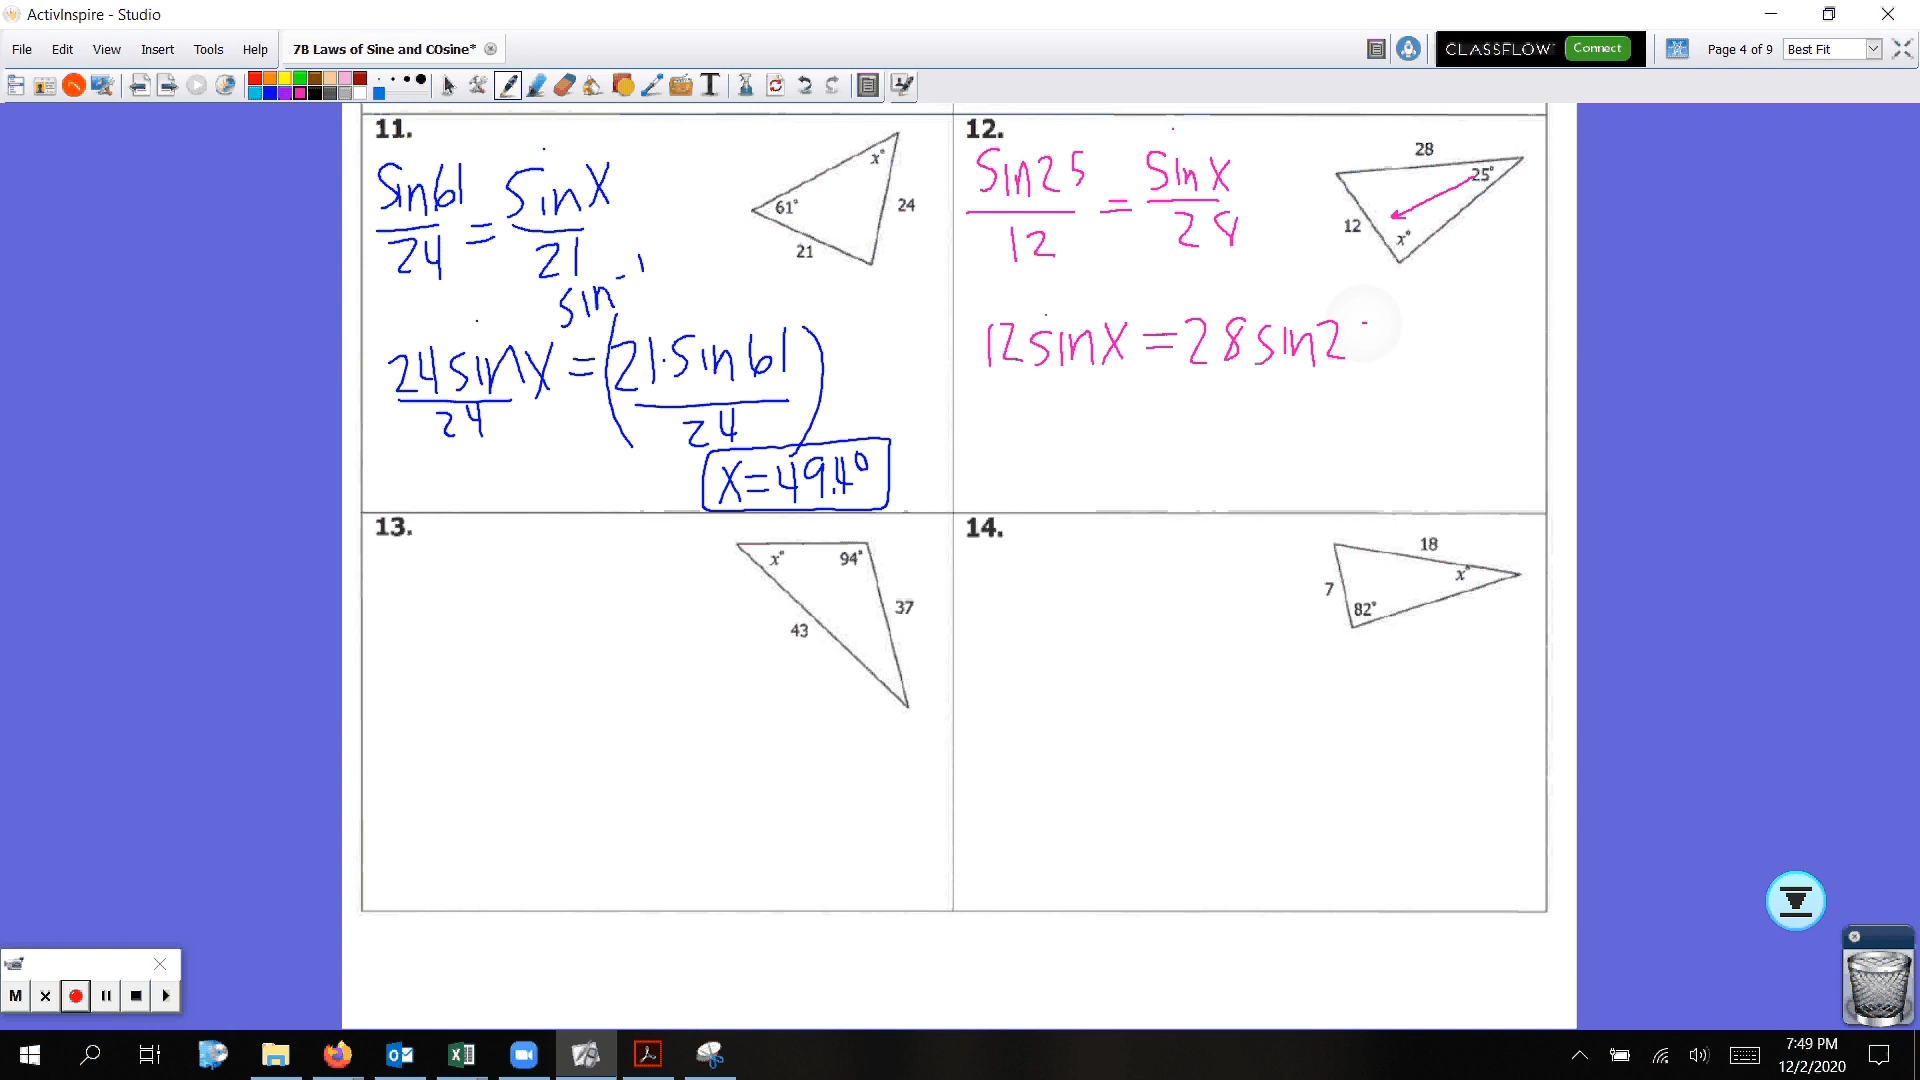 ActivInspire - Studio
File Edit View Insert Tools Help 7B Laws of Sine and COsine* CLASSFLOW Connect Page 4 of 9 Best Fit
T
11.
sin61/24 = sinX/21
x°
61°
24
21
sin⁻¹
24sinX/24 = (21·sin61/24)
X=49.4°
12.
Sin25/12 = SinX/28
28
25°
12
x°
12sinX=28sin2
13.
x° 94°
37
43
14.
18
x°
7
82°
M
7:49 PM
12/2/2020